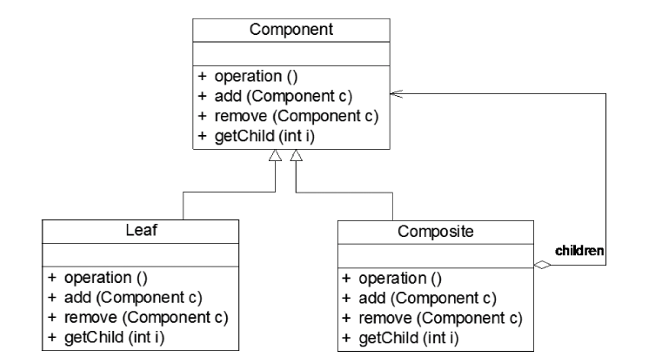 Component
+ operation ()
+ add (Component c)
+ remove (Component c)
+ getChild (int i)
Leaf
+ operation ()
+ add (Component c)
+ remove (Component c)
+ getChild (int i)
Composite
+ operation ()
+ add (Component c)
+ remove (Component c)
+ getChild (int i)
children